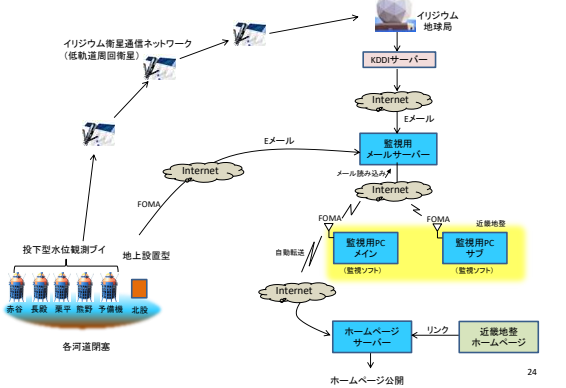 イリジウム
地球局
イリジウム衛星通信ネットワーク
（低軌道周回衛星）
KDDIサーバー
Internet
Eメール
Eメール
監視用
メールサーバー
Internet
メール読み込み
Internet
FOMA
FOMA
FOMA
近畿地整
投下型水位観測ブイ
地上設置型
自動転送
監視用PC
メイン
（監視ソフト）
監視用PC
サブ
（監視ソフト）
赤谷
長殿
栗平
熊野
予備機
北股
Internet
各河道閉塞
ホームページ
サーバー
リンク
近畿地整
ホームページ
ホームページ公開
24